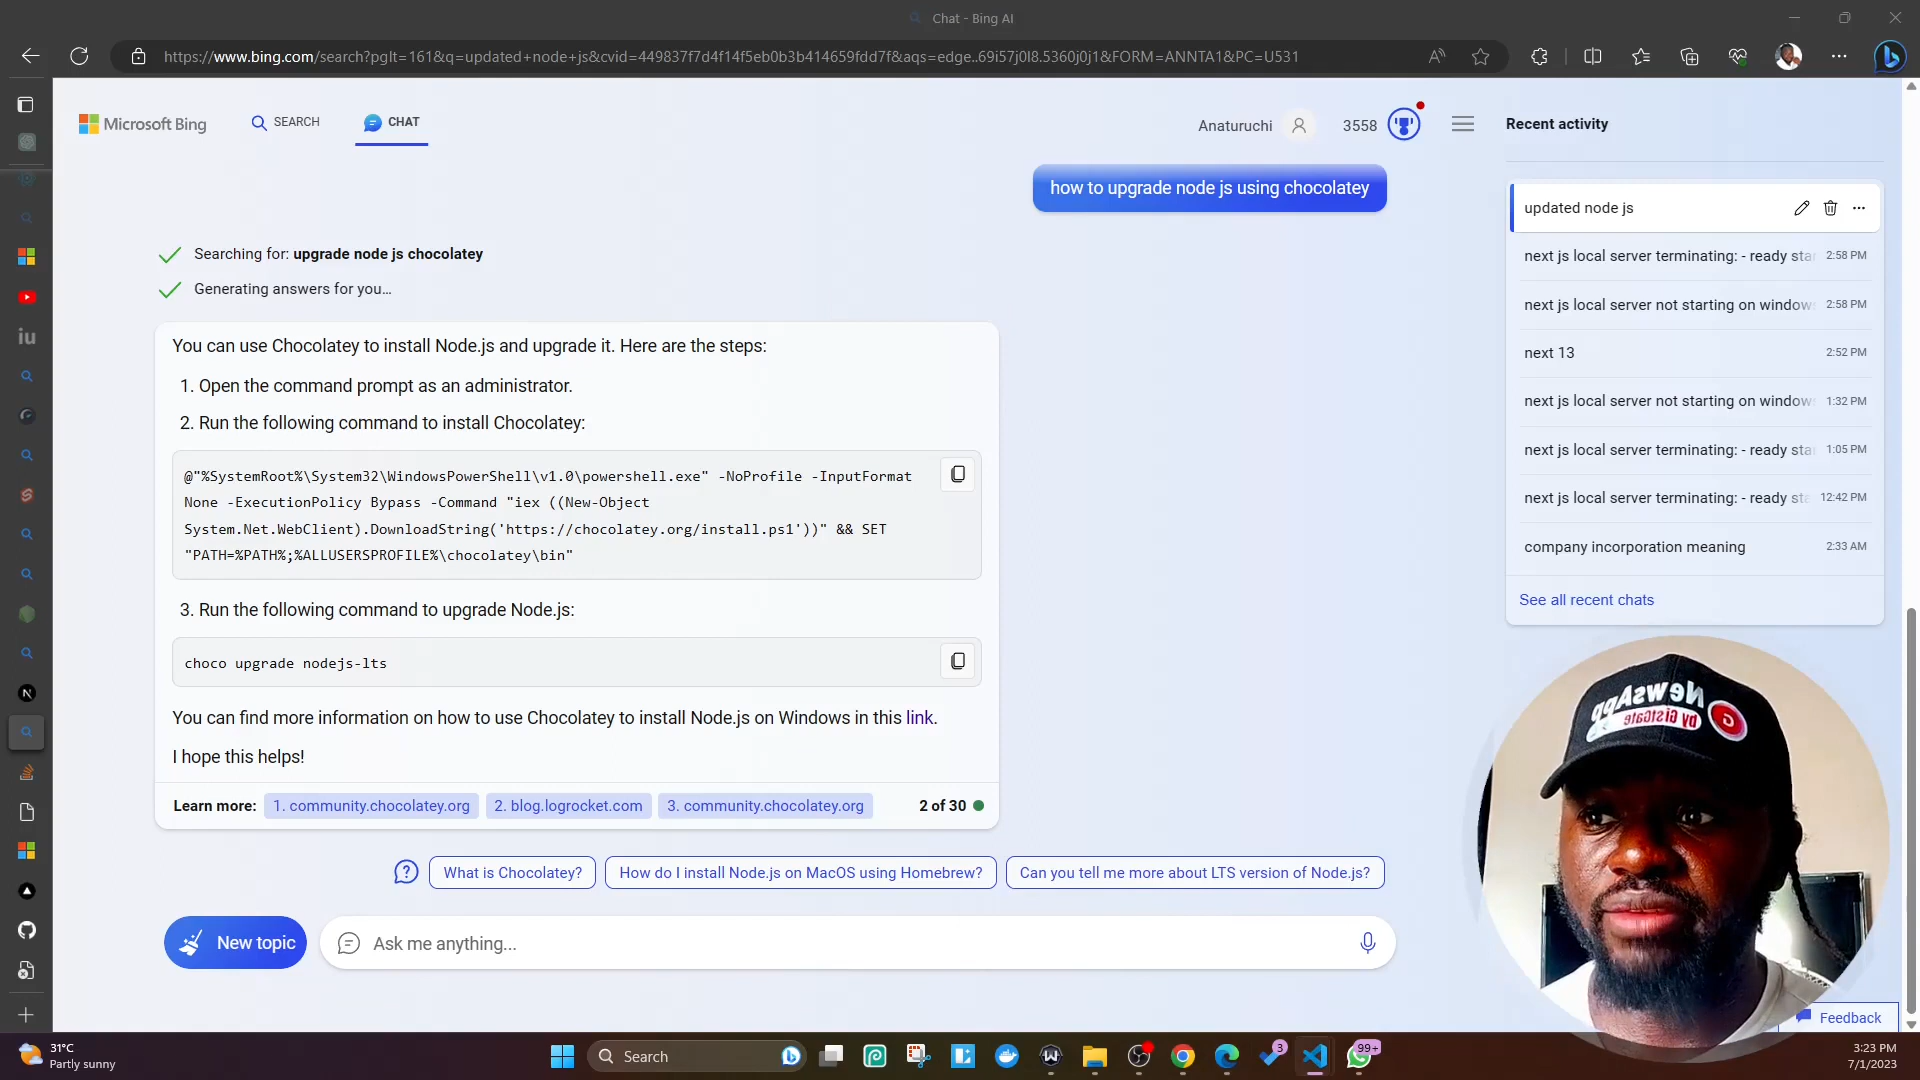 Chat - Bing AI
https://www.bing.com/search?pglt=161&q=updated+node+js&cvid=449837f7d4f14f5eb0b3b414659fdd7f&aqs=edge..69i57j0l8.5360j0j1&FORM=ANNTA1&PC=U531
Microsoft Bing
SEARCH
CHAT
Anaturuchi
3558
Recent activity
how to upgrade node js using chocolatey
Searching for: upgrade node js chocolatey
Generating answers for you...
You can use Chocolatey to install Node.js and upgrade it. Here are the steps:
1. Open the command prompt as an administrator.
2. Run the following command to install Chocolatey:
@"%SystemRoot%\System32\WindowsPowerShell\v1.0\powershell.exe" -NoProfile -InputFormat
None -ExecutionPolicy Bypass -Command "iex ((New-Object
System.Net.WebClient).DownloadString('https://chocolatey.org/install.ps1'))" && SET
"PATH=%PATH%;%ALLUSERSPROFILE%\chocolatey\bin"
3. Run the following command to upgrade Node.js:
choco upgrade nodejs-lts
You can find more information on how to use Chocolatey to install Node.js on Windows in this link.
I hope this helps!
Learn more: 1. community.chocolatey.org 2. blog.logrocket.com 3. community.chocolatey.org 2 of 30
What is Chocolatey?
How do I install Node.js on MacOS using Homebrew?
Can you tell me more about LTS version of Node.js?
New topic
Ask me anything...
updated node js
next js local server terminating: - ready sta 2:58 PM
next js local server not starting on window 2:58 PM
next 13 2:52 PM
next js local server not starting on window 1:32 PM
next js local server terminating: - ready sta 1:05 PM
next js local server terminating: - ready sta 12:42 PM
company incorporation meaning 2:33 AM
See all recent chats
NewsApp
by GistGate
G
Feedback
iu
31°C
Partly sunny
Search
3
99+
3:23 PM
7/1/2023